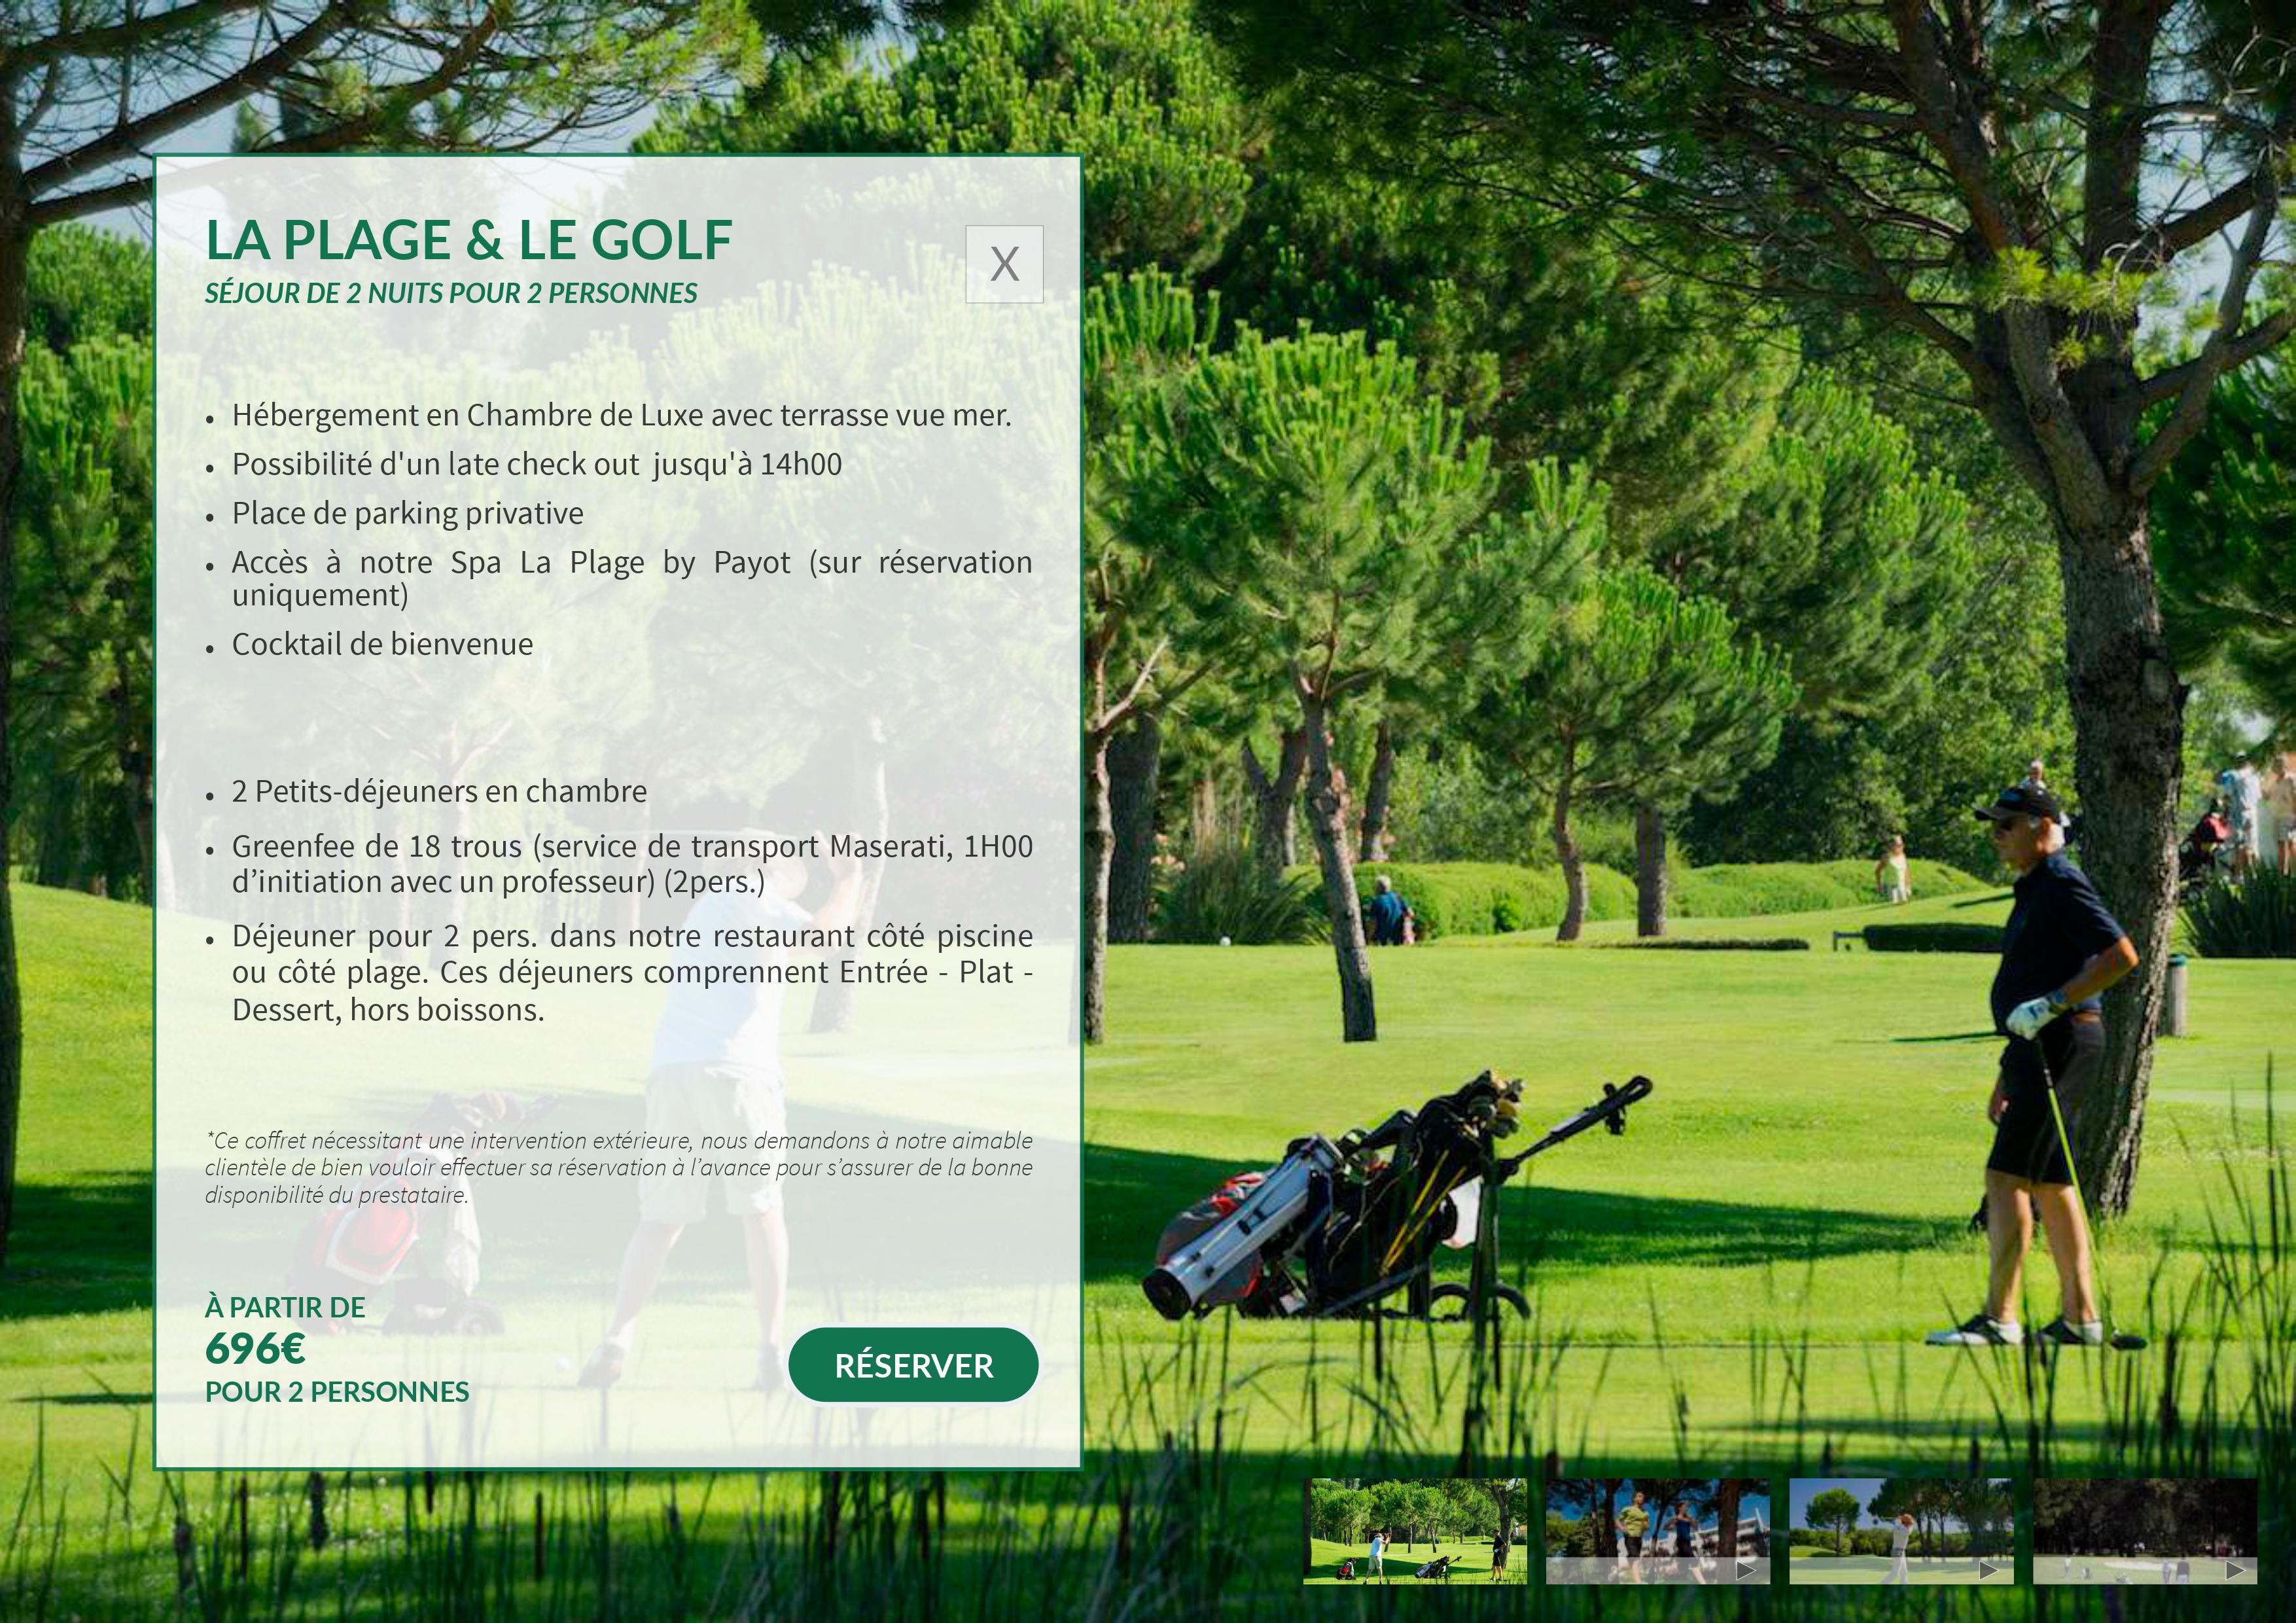 LA PLAGE & LE GOLF
X
SÉJOUR DE 2 NUITS POUR 2 PERSONNES
• Hébergement en Chambre de Luxe avec terrasse vue mer.
• Possibilité d'un late check out  jusqu'à 14h00
• Place de parking privative
• Accès à notre Spa La Plage by Payot (sur réservation
uniquement)
• Cocktail de bienvenue
• 2 Petits-déjeuners en chambre
• Greenfee de 18 trous (service de transport Maserati, 1H00
d’initiation avec un professeur) (2pers.)
• Déjeuner pour 2 pers. dans notre restaurant côté piscine
ou côté plage. Ces déjeuners comprennent Entrée - Plat -
Dessert, hors boissons.
*Ce coffret nécessitant une intervention extérieure, nous demandons à notre aimable
clientèle de bien vouloir effectuer sa réservation à l’avance pour s’assurer de la bonne
disponibilité du prestataire.
À PARTIR DE
696€
POUR 2 PERSONNES
RÉSERVER